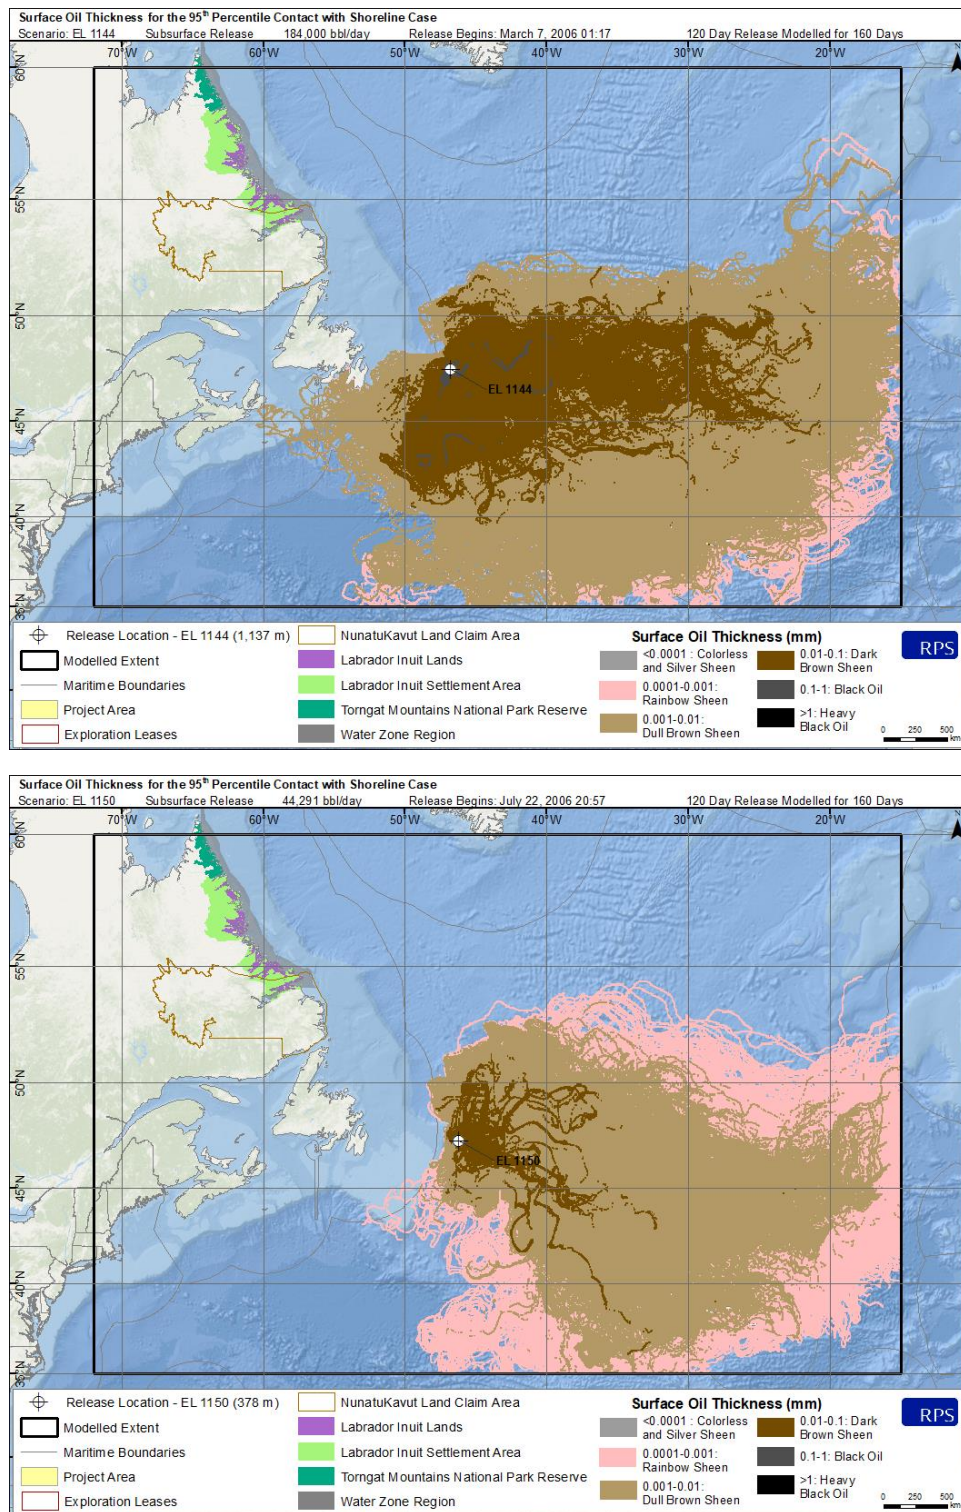 Surface Oil Thickness for the 95th Percentile Contact with Shoreline Case
Scenario: EL 1144 Subsurface Release 184,000 bbl/day Release Begins: March 7, 2006 01:17 120 Day Release Modelled for 160 Days
70°W 60°W 50°W 40°W 30°W 20°W
60°N
55°N
50°N
45°N
40°N
35°N
EL 1144
Release Location - EL 1144 (1,137 m)
Modelled Extent
Maritime Boundaries
Project Area
Exploration Leases
NunatuKavut Land Claim Area
Labrador Inuit Lands
Labrador Inuit Settlement Area
Torngat Mountains National Park Reserve
Water Zone Region
Surface Oil Thickness (mm)
<0.0001 : Colorless
and Silver Sheen
0.0001-0.001:
Rainbow Sheen
0.001-0.01:
Dull Brown Sheen
0.01-0.1: Dark
Brown Sheen
0.1-1: Black Oil
>1: Heavy
Black Oil
RPS
0 250 500
km
Surface Oil Thickness for the 95th Percentile Contact with Shoreline Case
Scenario: EL 1150 Subsurface Release 44,291 bbl/day Release Begins: July 22, 2006 20:57 120 Day Release Modelled for 160 Days
70°W 60°W 50°W 40°W 30°W 20°W
60°N
55°N
50°N
45°N
40°N
35°N
EL 1150
Release Location - EL 1150 (378 m)
Modelled Extent
Maritime Boundaries
Project Area
Exploration Leases
NunatuKavut Land Claim Area
Labrador Inuit Lands
Labrador Inuit Settlement Area
Torngat Mountains National Park Reserve
Water Zone Region
Surface Oil Thickness (mm)
<0.0001 : Colorless
and Silver Sheen
0.0001-0.001:
Rainbow Sheen
0.001-0.01:
Dull Brown Sheen
0.01-0.1: Dark
Brown Sheen
0.1-1: Black Oil
>1: Heavy
Black Oil
RPS
0 250 500
km